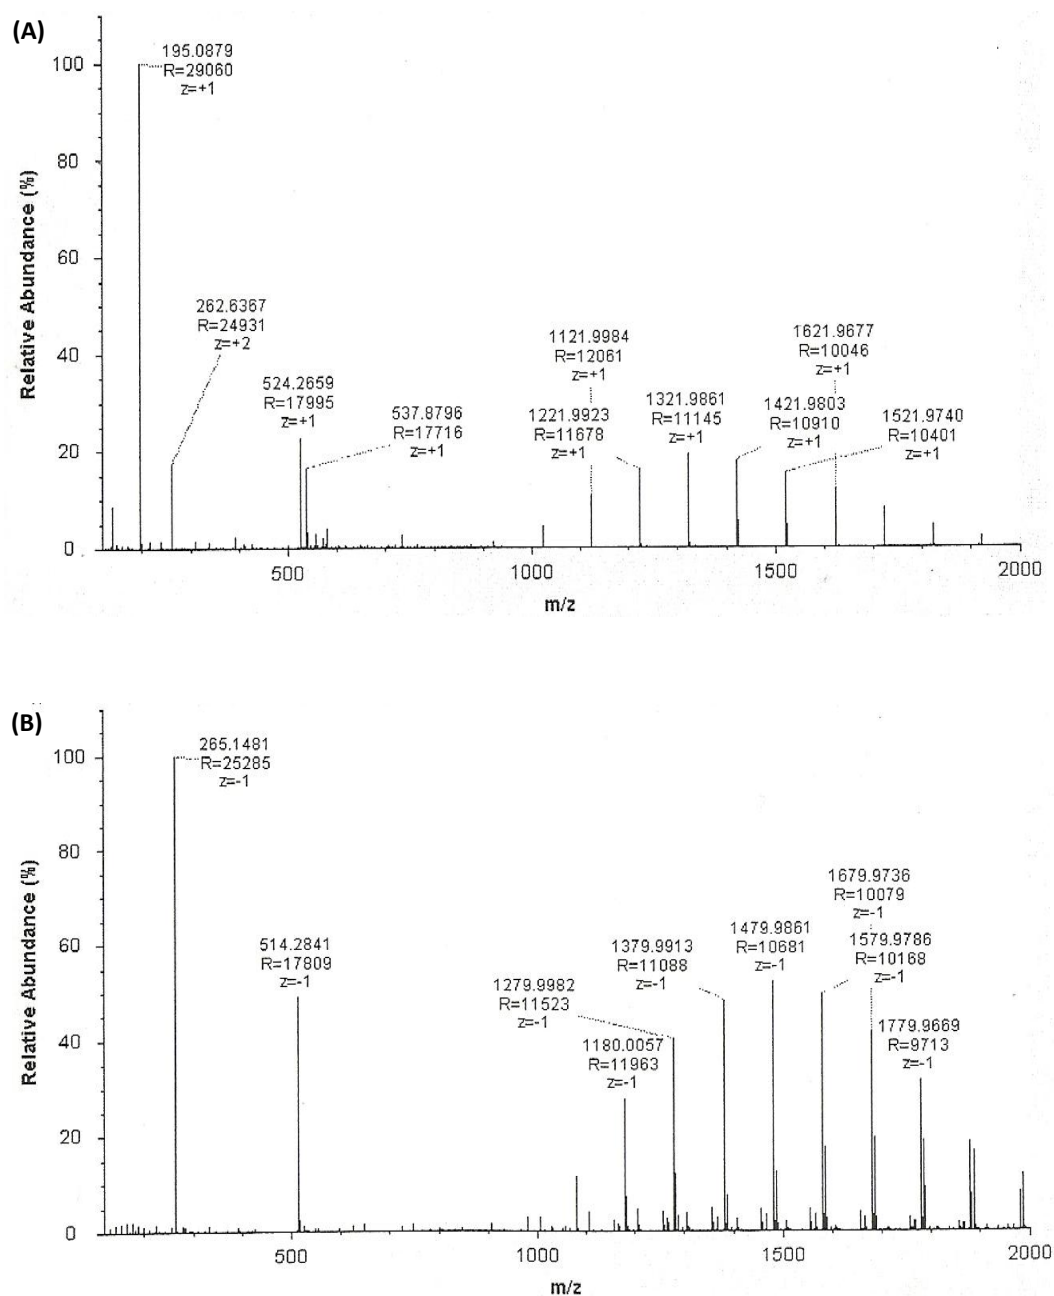 (A)
195.0879
R=29060
z=+1
262.6367
R=24931
z=+2
524.2659
R=17995
z=+1
537.8796
R=17716
z=+1
1121.9984
R=12061
z=+1
1221.9923
R=11678
z=+1
1321.9861
R=11145
z=+1
1421.9803
R=10910
z=+1
1621.9677
R=10046
z=+1
1521.9740
R=10401
z=+1
Relative Abundance (%)
100
80
60
40
20
0
500
1000
1500
2000
m/z
(B)
265.1481
R=25285
z=-1
514.2841
R=17809
z=-1
1180.0057
R=11963
z=-1
1279.9982
R=11523
z=-1
1379.9913
R=11088
z=-1
1479.9861
R=10681
z=-1
1679.9736
R=10079
z=-1
1579.9786
R=10168
z=-1
1779.9669
R=9713
z=-1
Relative Abundance (%)
100
80
60
40
20
0
500
1000
1500
2000
m/z